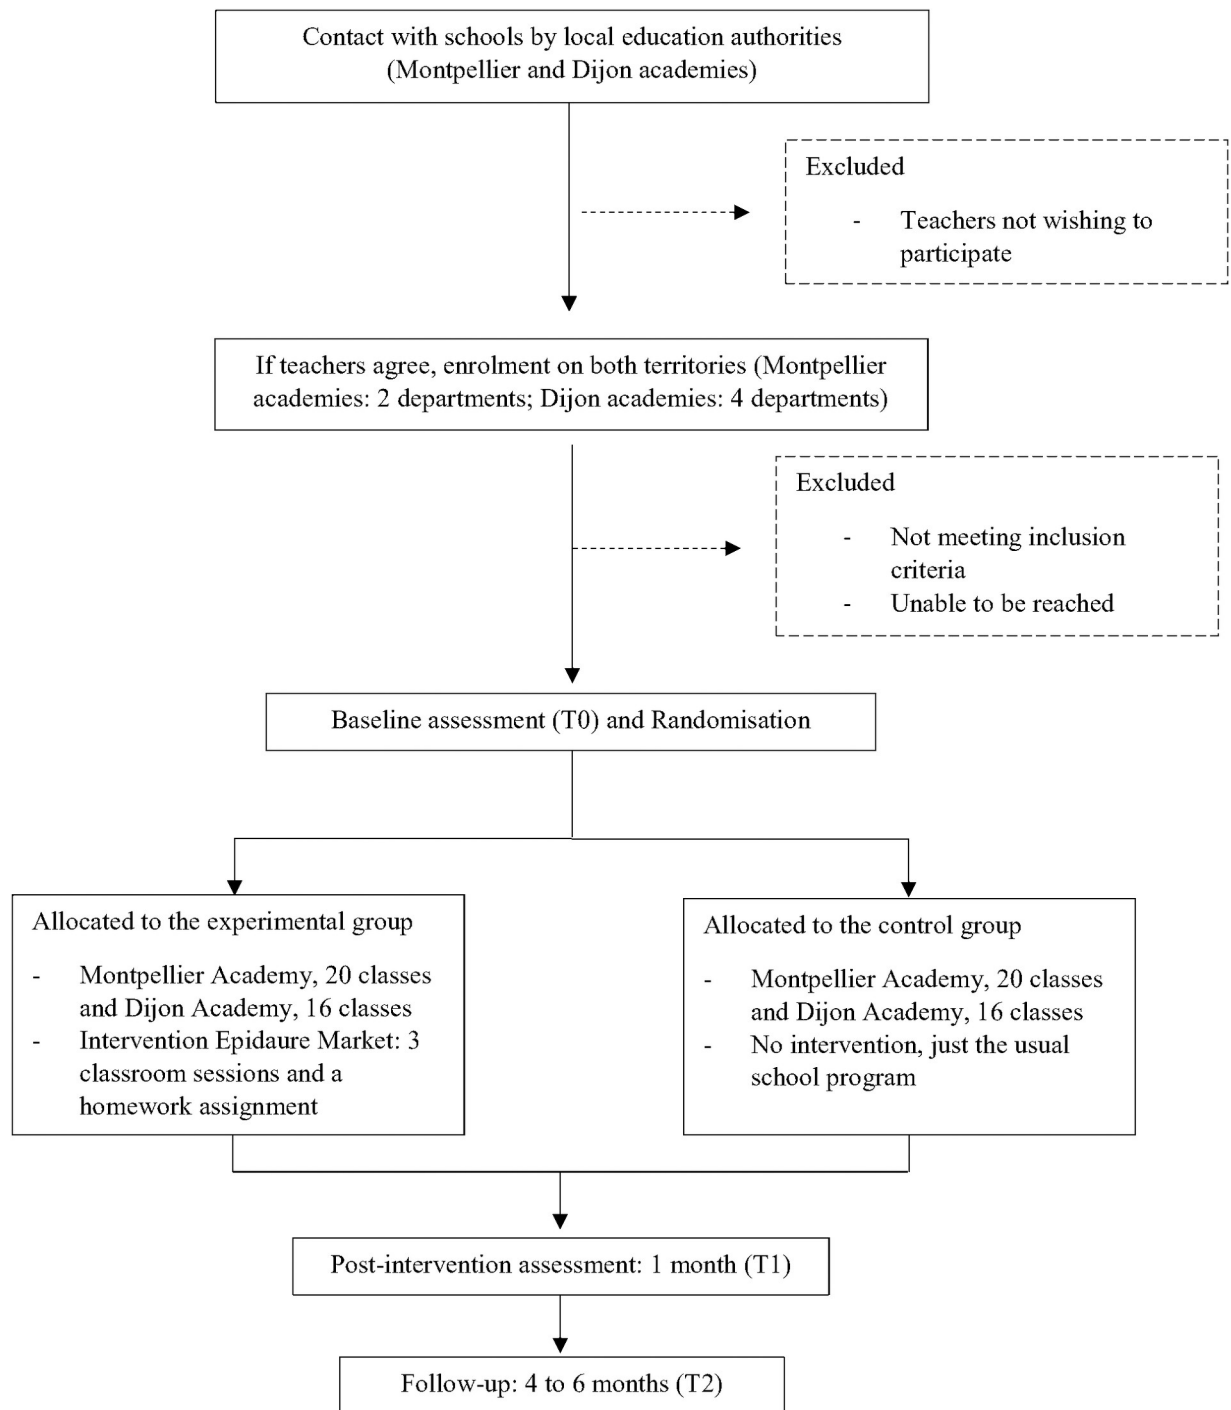 Contact with schools by local education authorities
(Montpellier and Dijon academies)
Excluded
- Teachers not wishing to
participate
If teachers agree, enrolment on both territories (Montpellier
academies: 2 departments; Dijon academies: 4 departments)
Excluded
- Not meeting inclusion
criteria
- Unable to be reached
Baseline assessment (T0) and Randomisation
Allocated to the experimental group
- Montpellier Academy, 20 classes
and Dijon Academy, 16 classes
- Intervention Epidaure Market: 3
classroom sessions and a
homework assignment
Allocated to the control group
- Montpellier Academy, 20 classes
and Dijon Academy, 16 classes
- No intervention, just the usual
school program
Post-intervention assessment: 1 month (T1)
Follow-up: 4 to 6 months (T2)